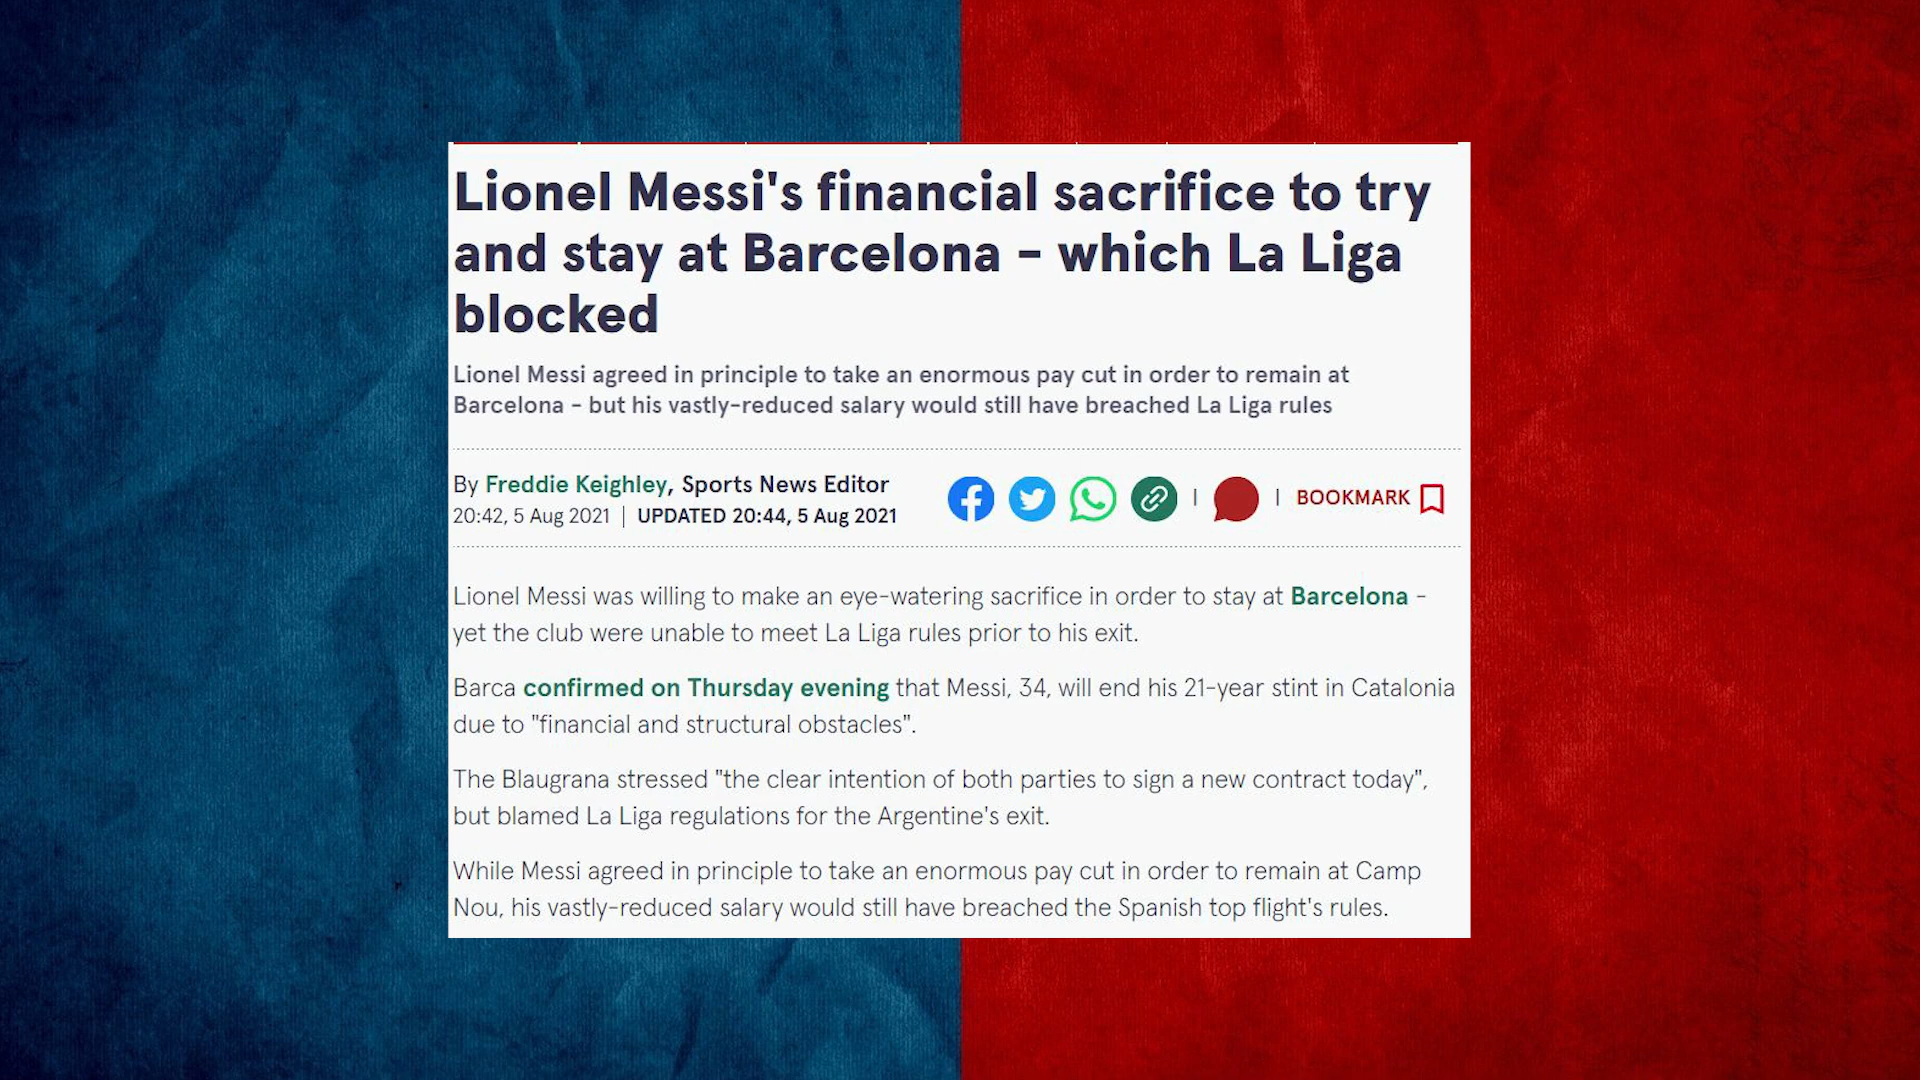 Lionel Messi's financial sacrifice to try
and stay at Barcelona - which La Liga
blocked
Lionel Messi agreed in principle to take an enormous pay cut in order to remain at
Barcelona - but his vastly-reduced salary would still have breached La Liga rules
By Freddie Keighley, Sports News Editor
20:42, 5 Aug 2021 | UPDATED 20:44, 5 Aug 2021
| | BOOKMARK
Lionel Messi was willing to make an eye-watering sacrifice in order to stay at Barcelona -
yet the club were unable to meet La Liga rules prior to his exit.
Barca confirmed on Thursday evening that Messi, 34, will end his 21-year stint in Catalonia
due to "financial and structural obstacles".
The Blaugrana stressed "the clear intention of both parties to sign a new contract today",
but blamed La Liga regulations for the Argentine's exit.
While Messi agreed in principle to take an enormous pay cut in order to remain at Camp
Nou, his vastly-reduced salary would still have breached the Spanish top flight's rules.